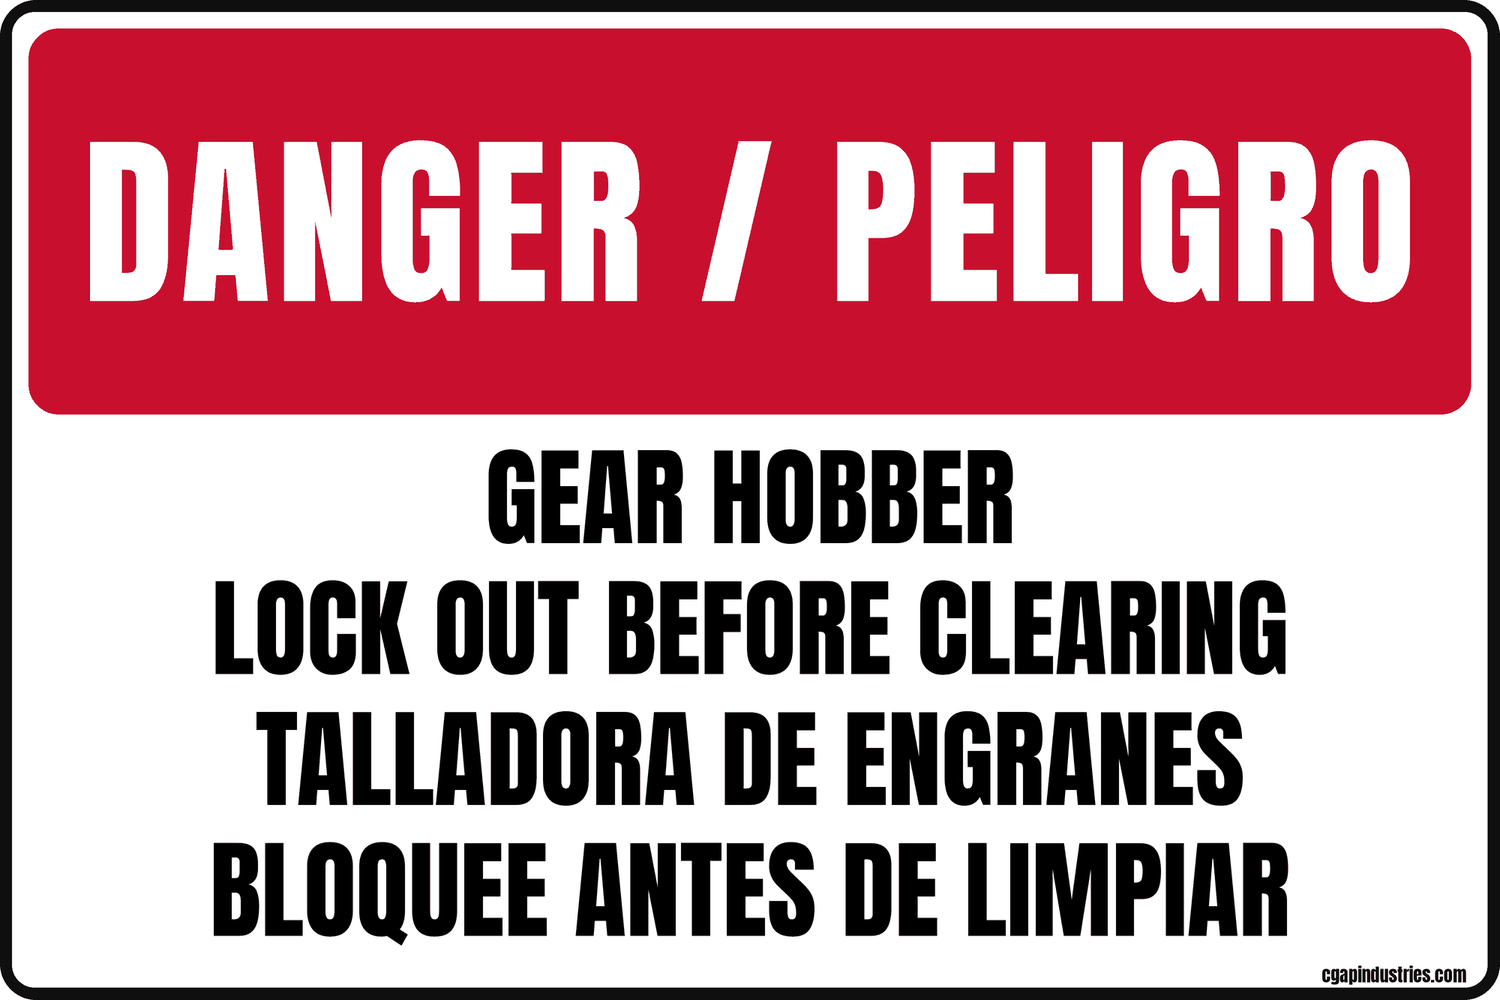 DANGER / PELIGRO
GEAR HOBBER
LOCK OUT BEFORE CLEARING
TALLADORA DE ENGRANES
BLOQUEE ANTES DE LIMPIAR
cgapindustries.com